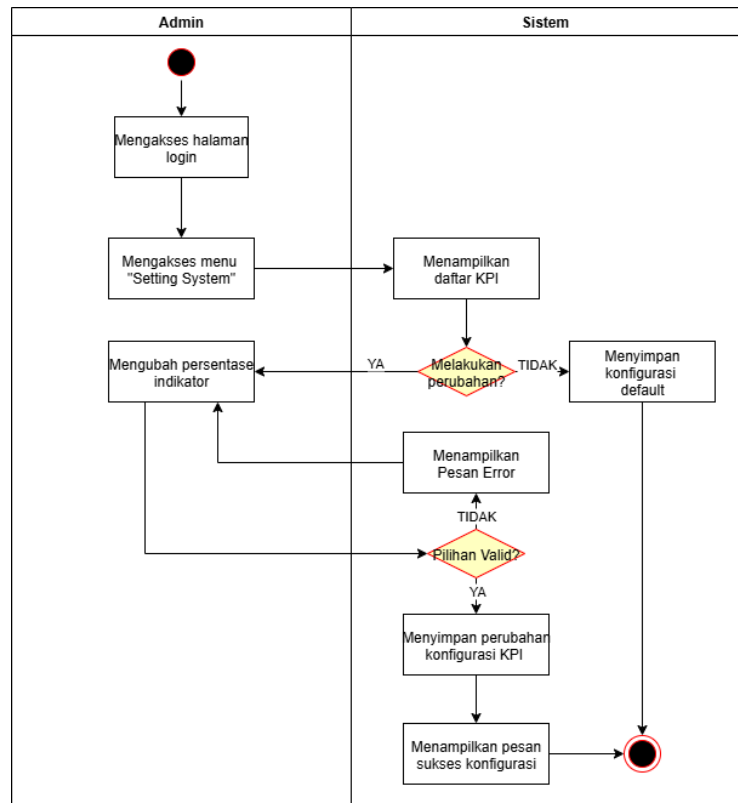 Admin
Sistem
Mengakses halaman
login
Mengakses menu
"Setting System"
Menampilkan
daftar KPI
Mengubah persentase
indikator
YA
Melakukan
perubahan?
TIDAK
Menyimpan
konfigurasi
default
Menampilkan
Pesan Error
TIDAK
Pilihan Valid?
YA
Menyimpan perubahan
konfigurasi KPI
Menampilkan pesan
sukses konfigurasi